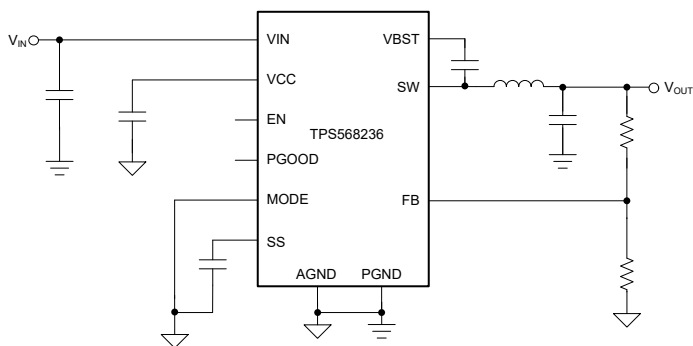 VIN
VIN
VBST
VCC
SW
VOUT
EN
TPS568236
PGOOD
MODE
FB
SS
AGND
PGND